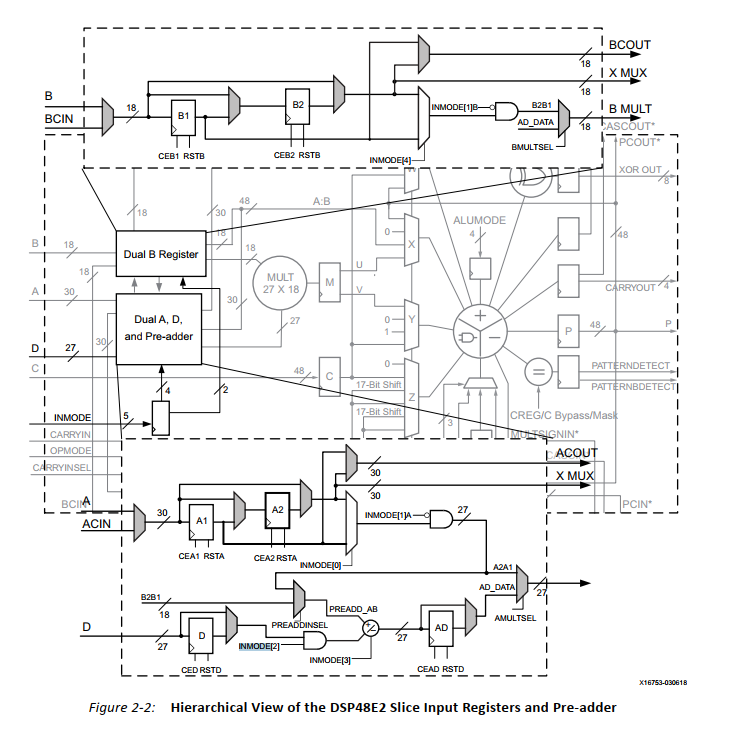 BCOUT
18
X MUX
18
B
18
B1
B2
INMODE[1]B
B2B1
B MULT
BCIN
AD_DATA
18
CASCOUT*
CEB1 RSTB
CEB2 RSTB
BMULTSEL
INMODE[4]
PCOUT*
W
XOR OUT
8
18
30
48
A:B
ALUMODE
4
48
B
18
18
0
X
Dual B Register
18
18
U
MULT
27 X 18
M
CARRYOUT
4
A
30
30
V
Dual A, D,
and Pre-adder
27
0
1
Y
P
48
P
D
27
C
48
C
0
PATTERNDETECT
17-Bit Shift
=
PATTERNBDETECT
4
2
Z
17-Bit Shift
INMODE
5
3
CREG/C Bypass/Mask
CARRYIN
MULTSIGNIN*
OPMODE
ACOUT
30
CARRYINSEL
X MUX
30
BCIN*
A
PCIN*
ACIN
30
A1
A2
INMODE[1]A
27
CEA1 RSTA
CEA2 RSTA
INMODE[0]
A2A1
B2B1
18
PREADD_AB
AD_DATA
27
PREADDINSEL
AMULTSEL
D
27
D
INMODE[2]
+/-
27
AD
INMODE[3]
CED RSTD
CEAD RSTD
X16753-030618
Figure 2-2: Hierarchical View of the DSP48E2 Slice Input Registers and Pre-adder